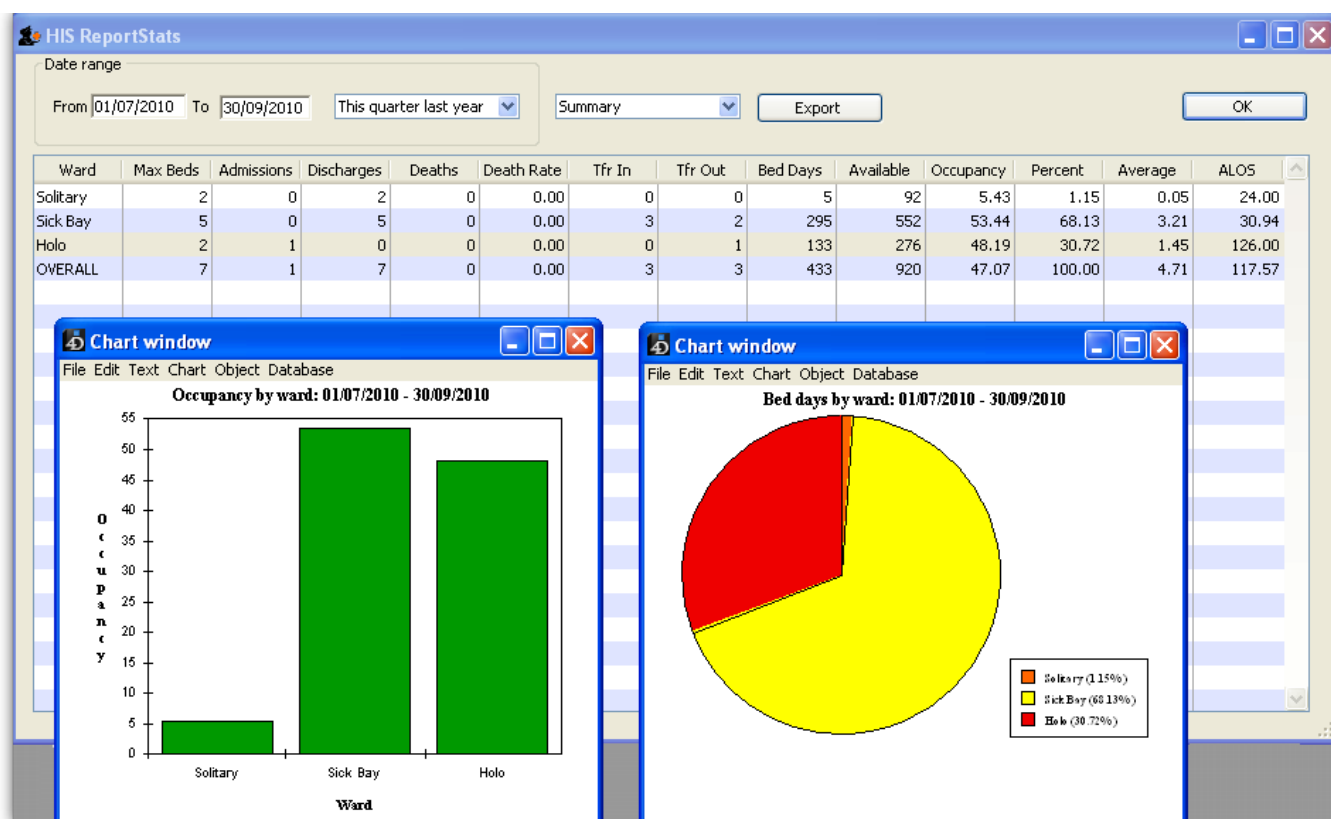 HIS ReportStats
Date range
From 01/07/2010 To 30/09/2010 This quarter last year Summary Export OK
Ward Max Beds Admissions Discharges Deaths Death Rate Tfr In Tfr Out Bed Days Available Occupancy Percent Average ALOS
Solitary 2 0 2 0 0.00 0 0 5 92 5.43 1.15 0.05 24.00
Sick Bay 5 0 5 0 0.00 3 2 295 552 53.44 68.13 3.21 30.94
Holo 2 1 0 0 0.00 0 1 133 276 48.19 30.72 1.45 126.00
OVERALL 7 1 7 0 0.00 3 3 433 920 47.07 100.00 4.71 117.57
4D Chart window
File Edit Text Chart Object Database
Occupancy by ward: 01/07/2010 - 30/09/2010
55
50
45
40
35
30
25
20
15
10
5
0
Occupancy
Solitary Sick Bay Holo
Ward
4D Chart window
File Edit Text Chart Object Database
Bed days by ward: 01/07/2010 - 30/09/2010
Solitary (1.15%)
Sick Bay (68.13%)
Holo (30.72%)